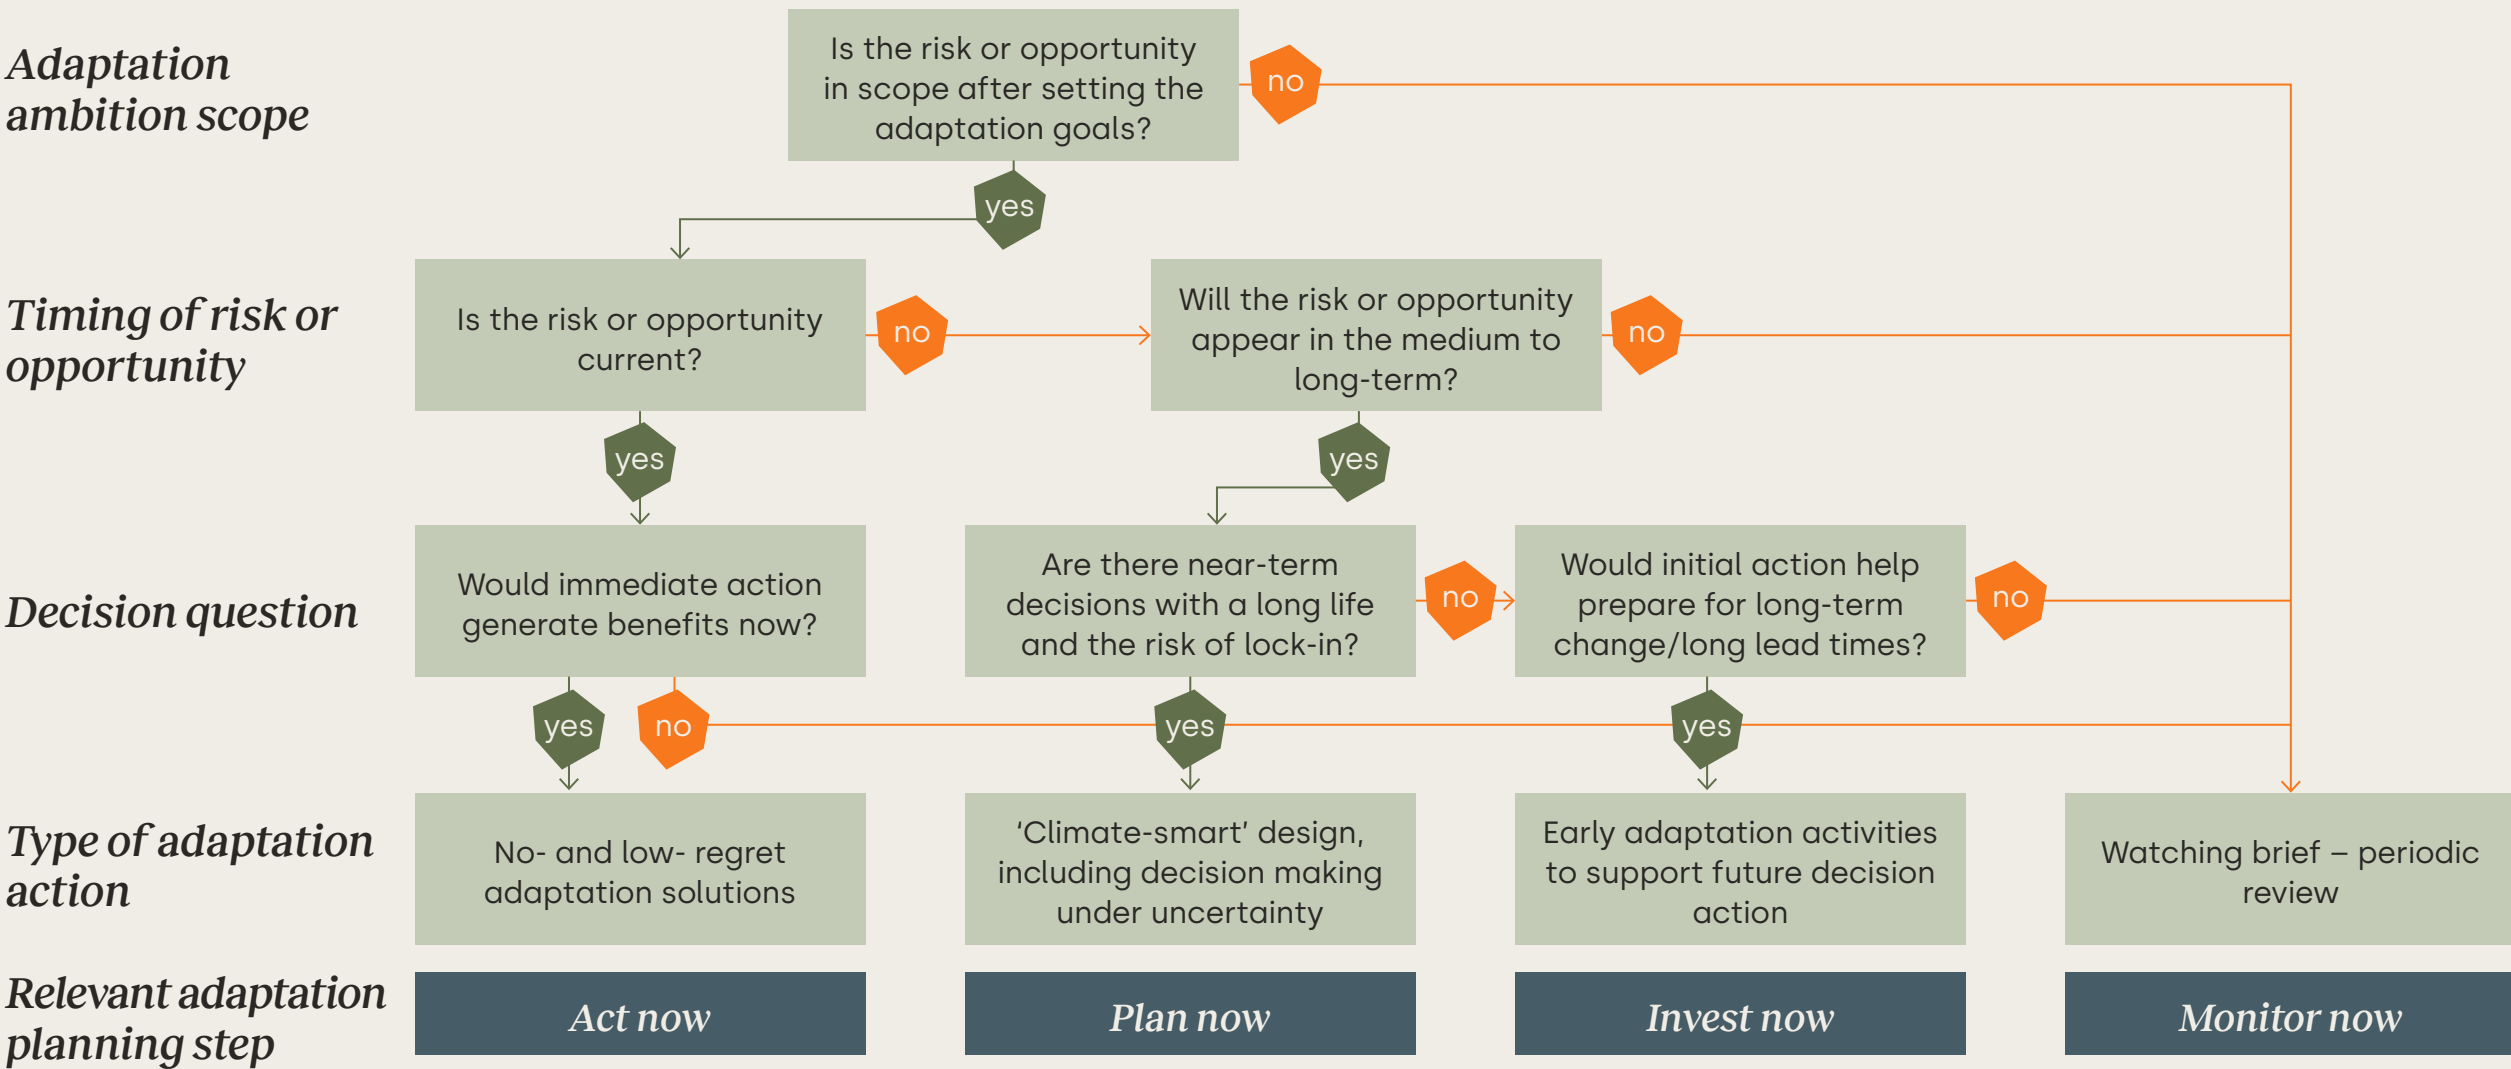 Adaptation
ambition scope
Is the risk or opportunity
in scope after setting the
adaptation goals?
no
yes
Timing of risk or
opportunity
Is the risk or opportunity
current?
no
Will the risk or opportunity
appear in the medium to
long-term?
no
yes
yes
Decision question
Would immediate action
generate benefits now?
Are there near-term
decisions with a long life
and the risk of lock-in?
no
Would initial action help
prepare for long-term
change/long lead times?
no
yes
no
yes
yes
Type of adaptation
action
No- and low- regret
adaptation solutions
‘Climate-smart’ design,
including decision making
under uncertainty
Early adaptation activities
to support future decision
action
Watching brief – periodic
review
Relevant adaptation
planning step
Act now
Plan now
Invest now
Monitor now